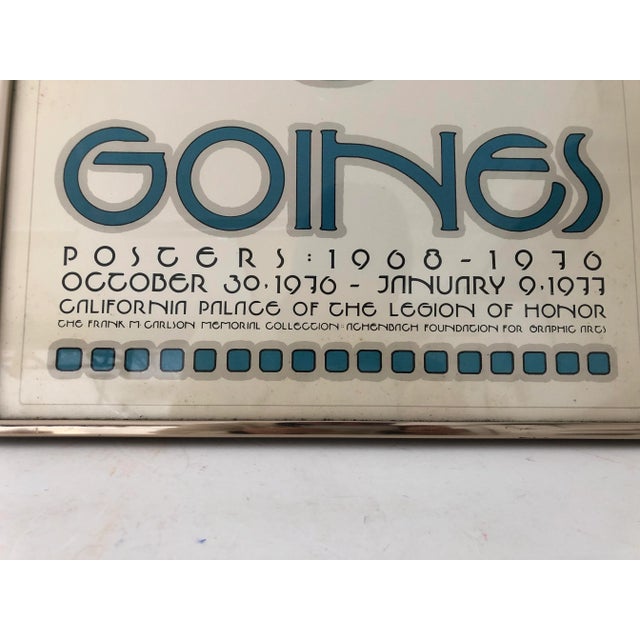 GOINES
POSTERS: 1968-1976
OCTOBER 30, 1976 - JANUARY 9, 1977
CALIFORNIA PALACE OF THE LEGION OF HONOR
THE FRANK M CARLSON MEMORIAL COLLECTION: ACHENBACH FOUNDATION FOR GRAPHIC ARTS